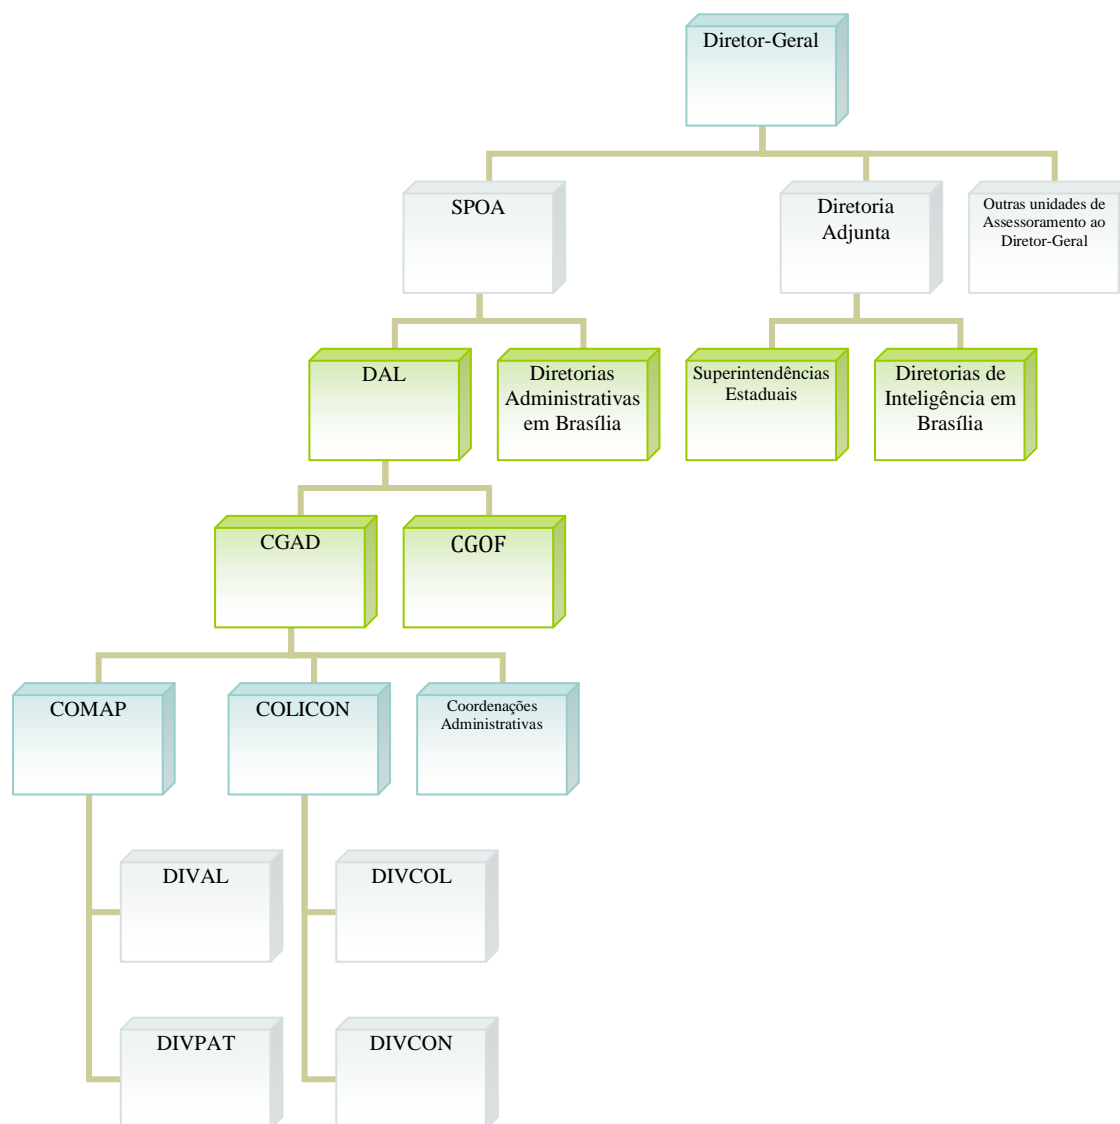 Diretor-Geral
SPOA
Diretoria
Adjunta
Outras unidades de
Assessoramento ao
Diretor-Geral
DAL
Diretorias
Administrativas
em Brasília
Superintendências
Estaduais
Diretorias de
Inteligência em
Brasília
CGAD
CGOF
COMAP
COLICON
Coordenações
Administrativas
DIVAL
DIVCOL
DIVPAT
DIVCON